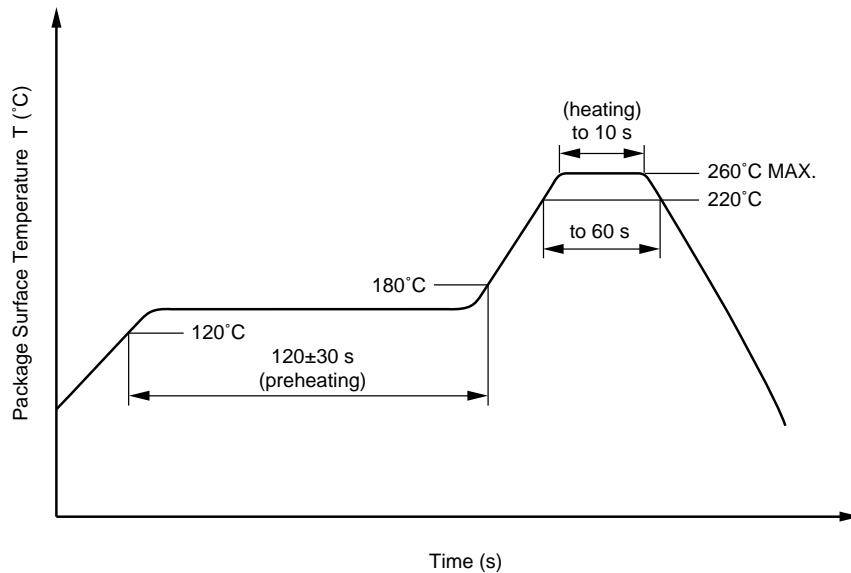 Package Surface Temperature T (˚C)
(heating)
to 10 s
260˚C MAX.
220˚C
to 60 s
180˚C
120˚C
120±30 s
(preheating)
Time (s)